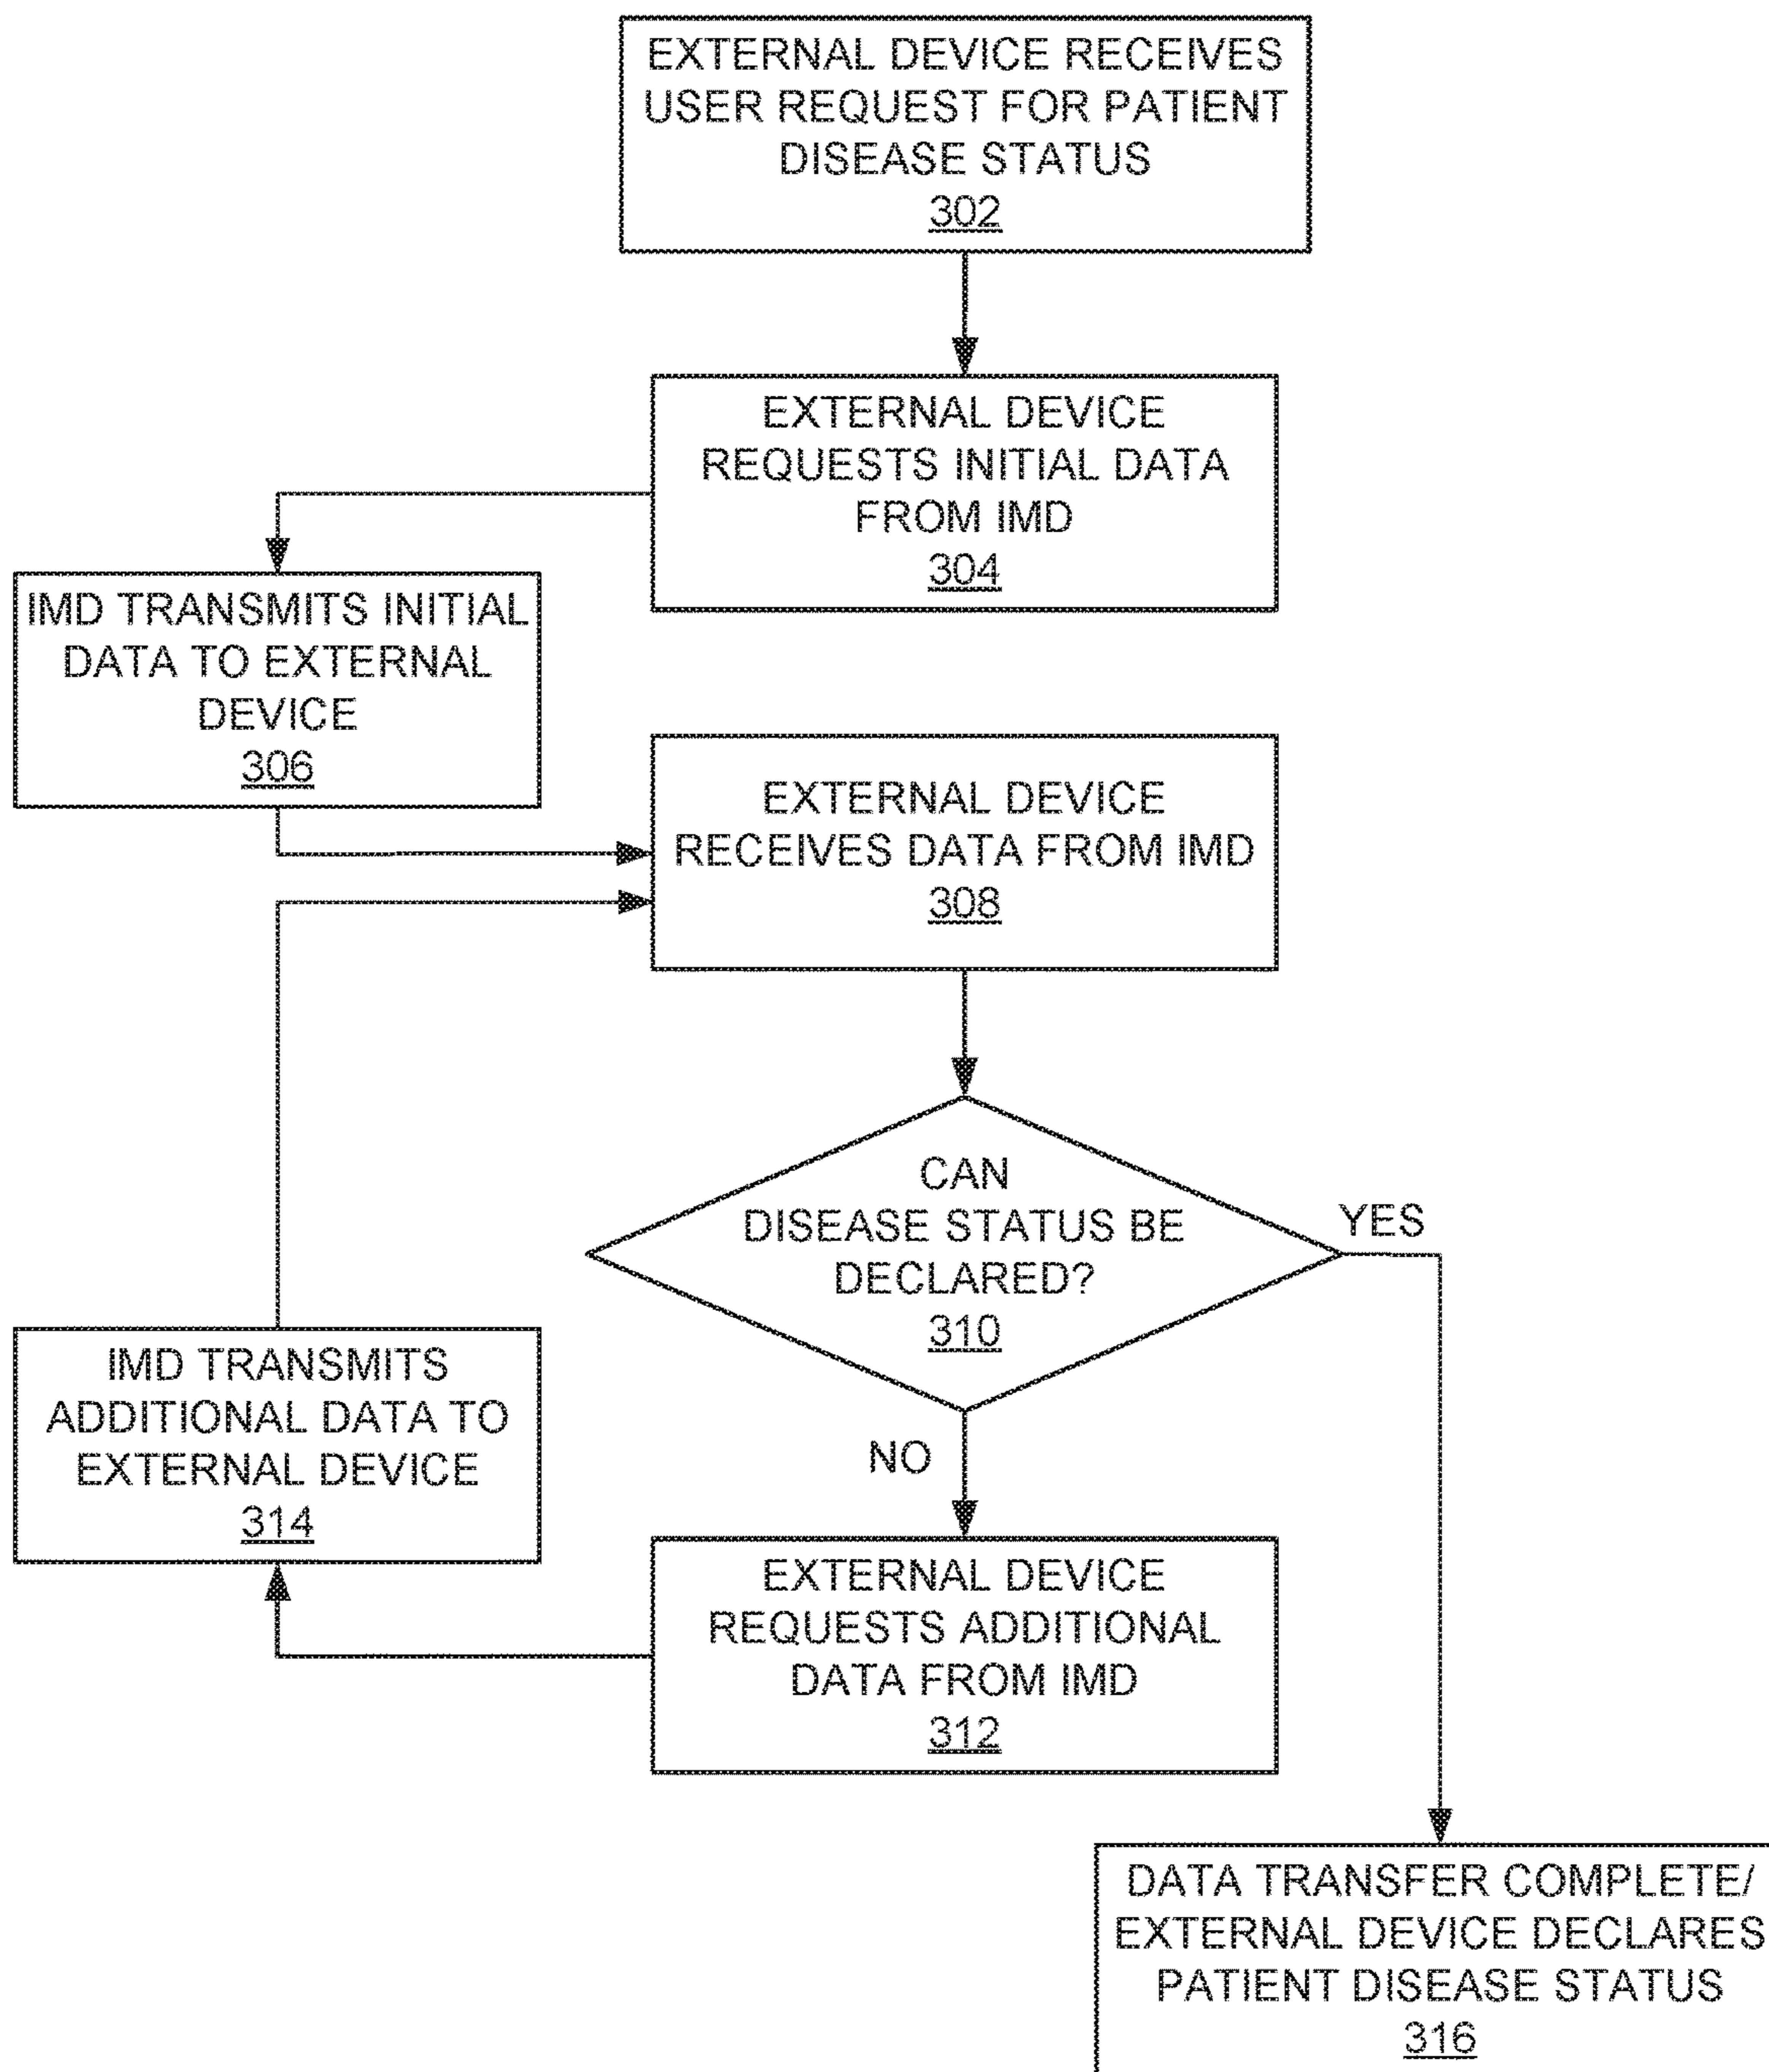 EXTERNAL DEVICE RECEIVES
USER REQUEST FOR PATIENT
DISEASE STATUS
302
EXTERNAL DEVICE
REQUESTS INITIAL DATA
FROM IMD
304
IMD TRANSMITS INITIAL
DATA TO EXTERNAL
DEVICE
306
EXTERNAL DEVICE
RECEIVES DATA FROM IMD
308
CAN
DISEASE STATUS BE
DECLARED?
310
YES
NO
IMD TRANSMITS
ADDITIONAL DATA TO
EXTERNAL DEVICE
314
EXTERNAL DEVICE
REQUESTS ADDITIONAL
DATA FROM IMD
312
DATA TRANSFER COMPLETE/
EXTERNAL DEVICE DECLARES
PATIENT DISEASE STATUS
316